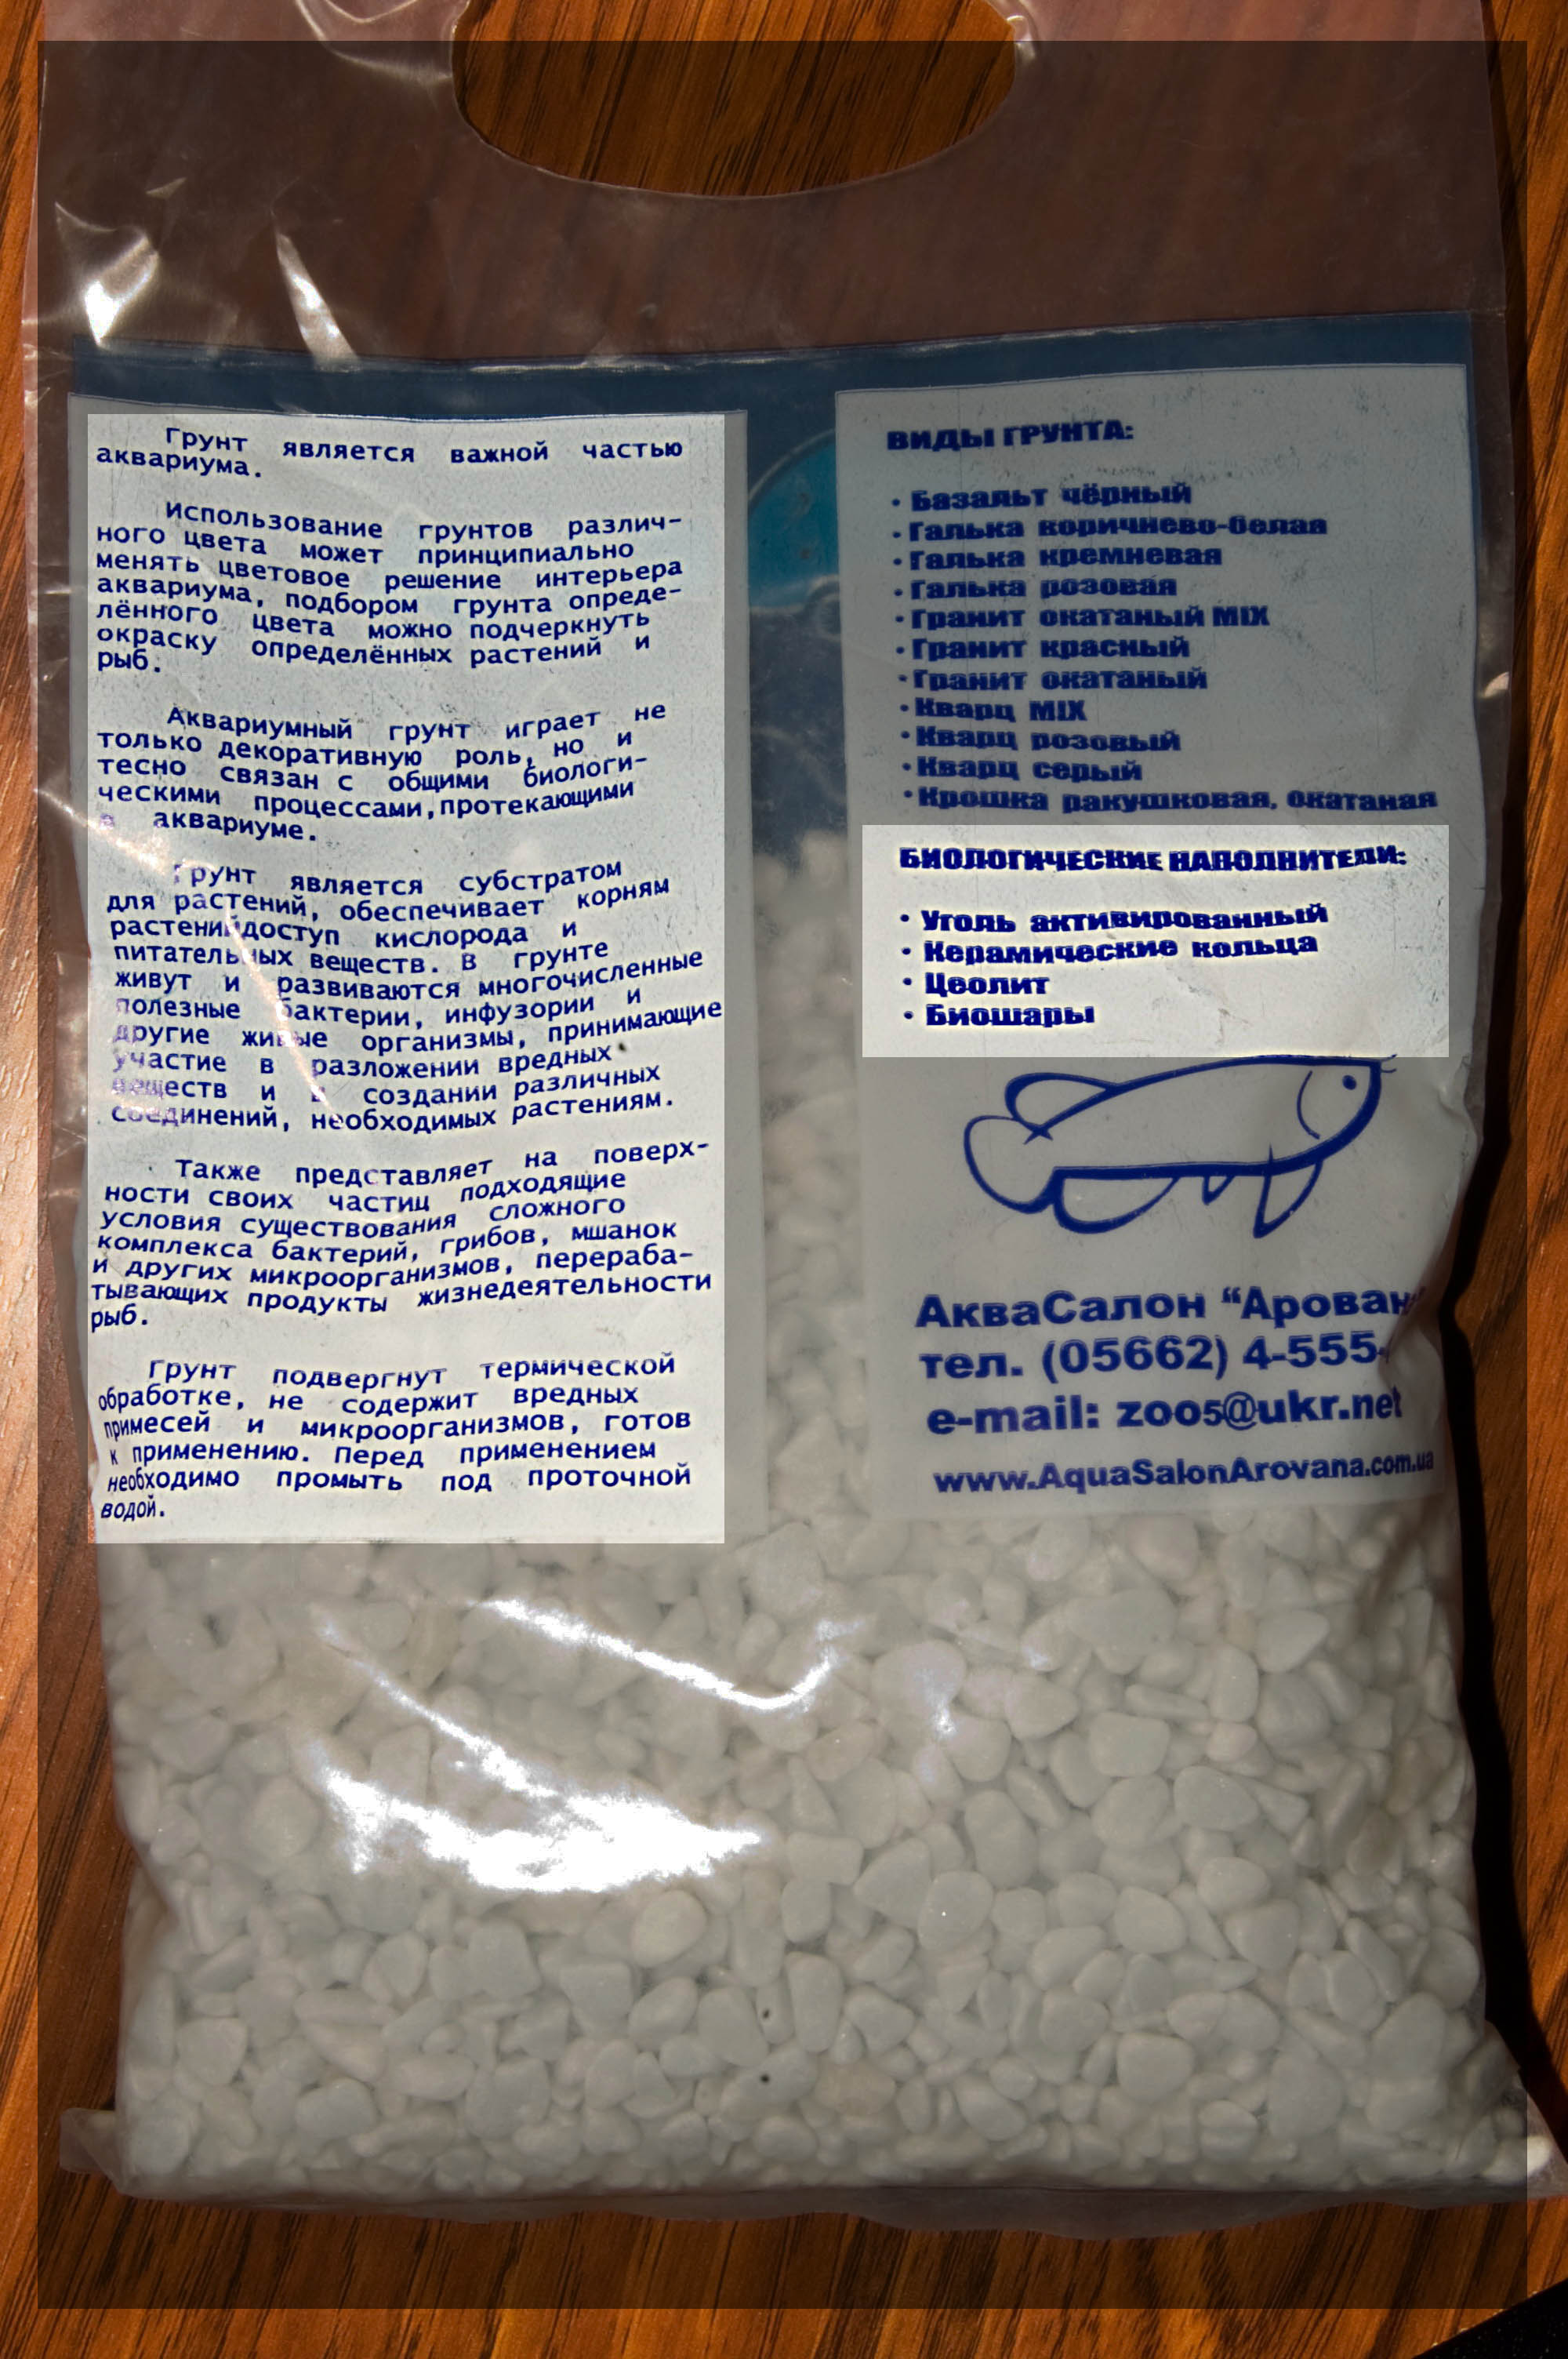 Грунт является важной частью
аквариума.
Использование грунтов различ-
ного цвета может принципиально
менять цветовое решение интерьера
аквариума, подбором грунта опреде-
лённого цвета можно подчеркнуть
окраску определённых растений и
рыб.
Аквариумный грунт играет не
только декоративную роль, но и
тесно связан с общими биологи-
ческими процессами,протекающими
в аквариуме.
Грунт является субстратом
для растений, обеспечивает корням
растенийдоступ кислорода и
питательных веществ. В грунте
живут и развиваются многочисленные
полезные бактерии, инфузории и
другие живые организмы, принимающие
участие в разложении вредных
веществ и в создании различных
соединений, необходимых растениям.
Также представляет на поверх-
ности своих частиц подходящие
условия существования сложного
комплекса бактерий, грибов, мшанок
и других микроорганизмов, перераба-
тывающих продукты жизнедеятельности
рыб.
Грунт подвергнут термической
обработке, не содержит вредных
примесей и микроорганизмов, готов
к применению. Перед применением
необходимо промыть под проточной
водой.
ВИДЫ ГРУНТА:
• Базальт чёрный
• Галька коричнево-белая
• Галька кремневая
• Галька розовая
• Гранит окатаный MIX
• Гранит красный
• Гранит окатаный
• Кварц MIX
• Кварц розовый
• Кварц серый
• Крошка ракушковая, окатаная
БИОЛОГИЧЕСКИЕ НАПОЛНИТЕЛИ:
• Уголь активированный
• Керамические кольца
• Цеолит
• Биошары
АкваСалон “Арован
тел. (05662) 4-555-
e-mail: zoo5@ukr.net
www.AquaSalonArovana.com.ua